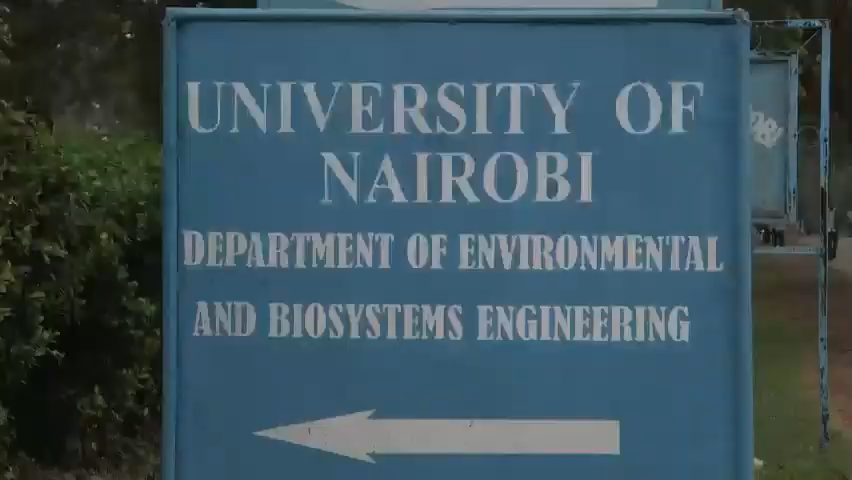 UNIVERSITY OF
NAIROBI
DEPARTMENT OF ENVIRONMENTAL
AND BIOSYSTEMS ENGINEERING